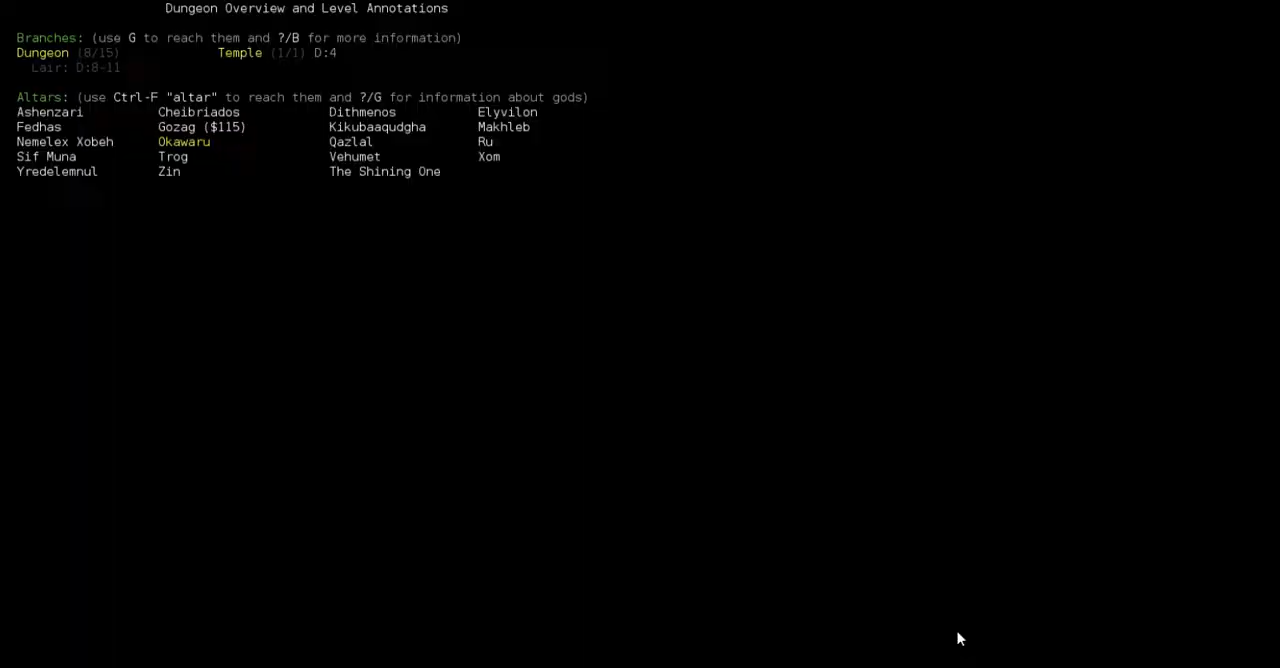 Dungeon Overview and Level Annotations
Branches: (use G to reach them and ?/B for more information)
Dungeon (8/15) Temple (1/1) D:4
Lair: D:8-11
Altars: (use Ctrl-F "altar" to reach them and ?/G for information about gods)
Ashenzari Cheibriados Dithmenos Elyvilon
Fedhas Gozag ($115) Kikubaaqudgha Makhleb
Nemelex Xobeh Okawaru Qazlal Ru
Sif Muna Trog Vehumet Xom
Yredelemnul Zin The Shining One